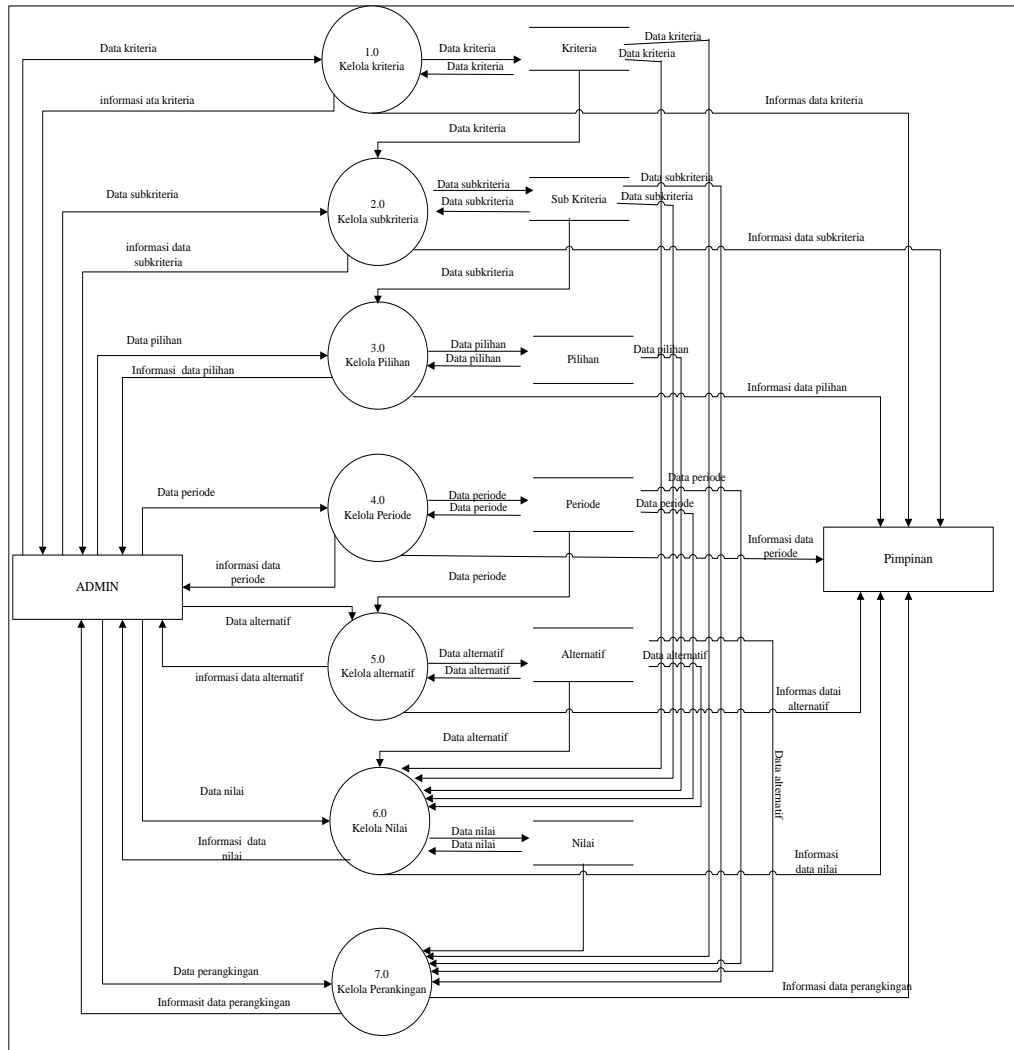 Data kriteria
1.0
Kelola kriteria
Data kriteria
Data kriteria
Kriteria
Data kriteria
Data kriteria
informasi ata kriteria
Informas data kriteria
Data kriteria
Data subkriteria
2.0
Kelola subkriteria
Data subkriteria
Data subkriteria
Sub Kriteria
Data subkriteria
Data subkriteria
informasi data
subkriteria
Informasi data subkriteria
Data subkriteria
Data pilihan
3.0
Kelola Pilihan
Data pilihan
Data pilihan
Pilihan
Data pilihan
Informasi data pilihan
Informasi data pilihan
Data periode
4.0
Kelola Periode
Data periode
Data periode
Periode
Data periode
Data periode
informasi data
periode
Informasi data
periode
ADMIN
Pimpinan
Data periode
Data alternatif
5.0
Kelola alternatif
Data alternatif
Data alternatif
Alternatif
Data alternatif
informasi data alternatif
Informas datai
alternatif
Data alternatif
Data alternatif
Data nilai
6.0
Kelola Nilai
Data nilai
Data nilai
Nilai
Informasi data
nilai
Informasi
data nilai
Data perangkingan
7.0
Kelola Perankingan
Informasit data perangkingan
Informasi data perangkingan